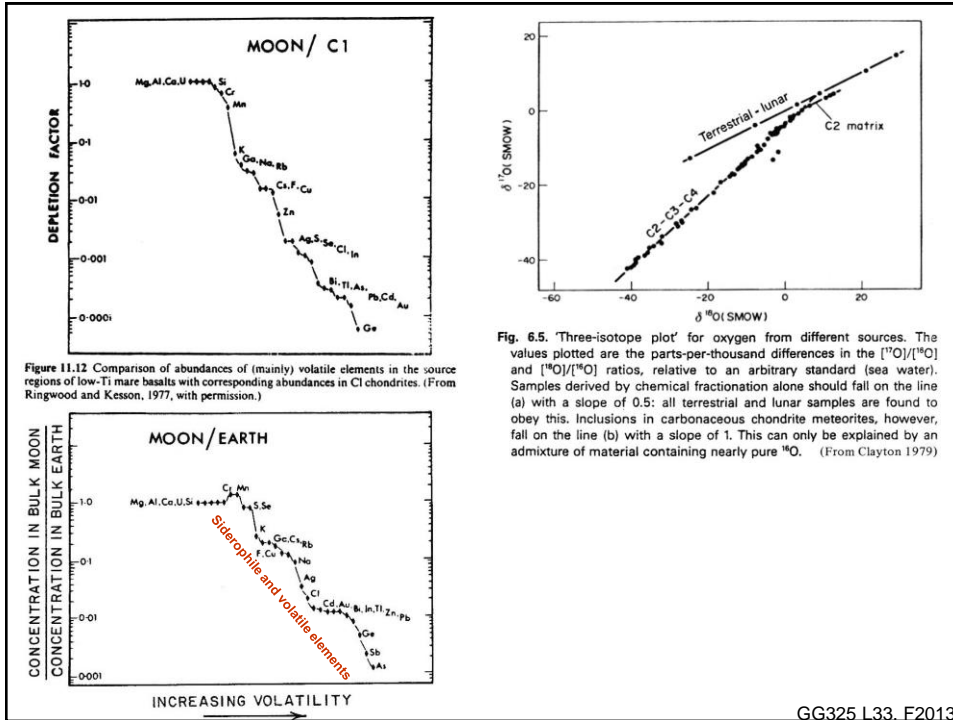 MOON/ C1
DEPLETION FACTOR
1·0
0·1
0·01
0·001
0·000i
Mg,Al,Ca,U
Si
Cr
Mn
K
Ga,Na,Rb
Cs,F,Cu
Zn
Ag,S,Se,Cl,In
Bi,Tl,As,
Pb,Cd,
Au
Ge
Figure 11.12 Comparison of abundances of (mainly) volatile elements in the source
regions of low-Ti mare basalts with corresponding abundances in Cl chondrites. (From
Ringwood and Kesson, 1977, with permission.)
MOON/EARTH
CONCENTRATION IN BULK MOON
CONCENTRATION IN BULK EARTH
1·0
0·1
0·01
0·001
Mg,Al,Ca,U,Si
Cr Mn
S,Se
K
Ga,Cs,Rb
F,Cu
Na
Ag
Cl
Cd,Au,Bi,In,Tl,Zn,Pb
Ge
Sb
As
Siderophile and volatile elements
INCREASING VOLATILITY
δ¹⁷O(SMOW)
20
0
-20
-40
Terrestrial - lunar
C2 matrix
C2-C3-C4
-60
-40
-20
0
20
δ¹⁸O(SMOW)
Fig. 6.5. 'Three-isotope plot' for oxygen from different sources. The
values plotted are the parts-per-thousand differences in the [¹⁷O]/[¹⁶O]
and [¹⁸O]/[¹⁶O] ratios, relative to an arbitrary standard (sea water).
Samples derived by chemical fractionation alone should fall on the line
(a) with a slope of 0.5: all terrestrial and lunar samples are found to
obey this. Inclusions in carbonaceous chondrite meteorites, however,
fall on the line (b) with a slope of 1. This can only be explained by an
admixture of material containing nearly pure ¹⁶O. (From Clayton 1979)
GG325 L33, F2013